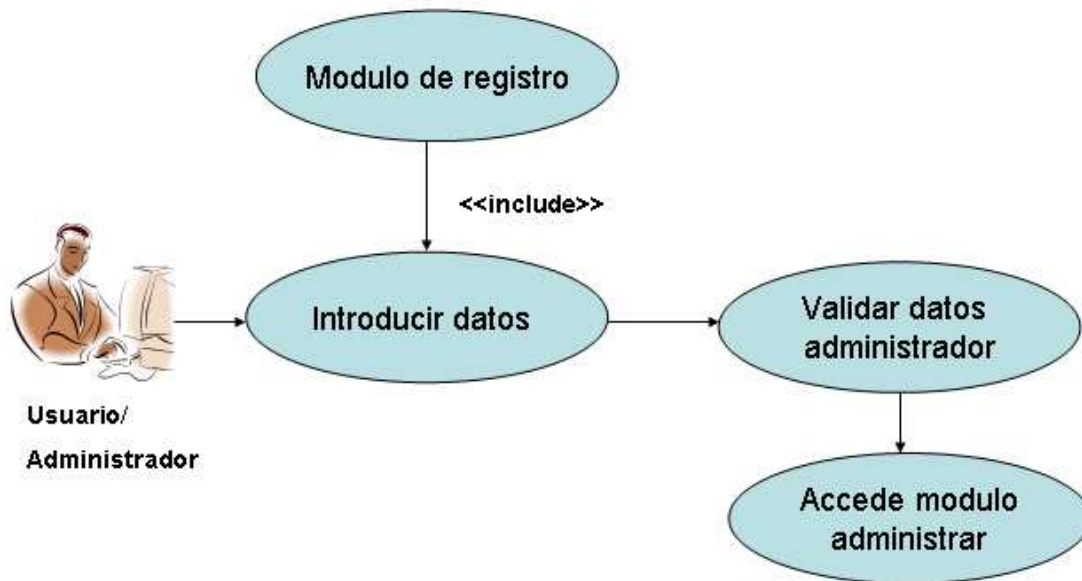 Modulo de registro
<<include>>
Introducir datos
Validar datos
administrador
Usuario/
Administrador
Accede modulo
administrar